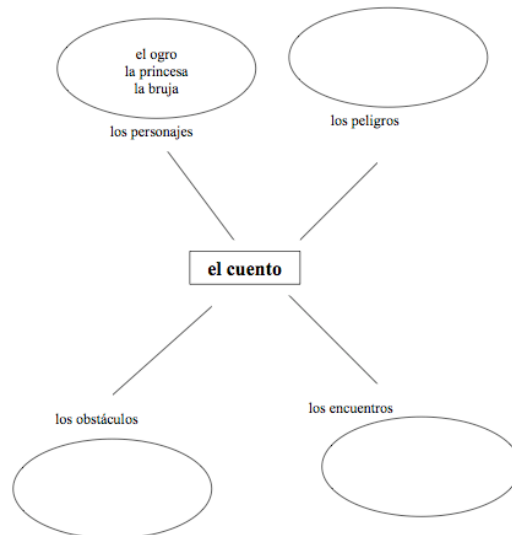 el ogro
la princesa
la bruja
los personajes
los peligros
el cuento
los obstáculos
los encuentros